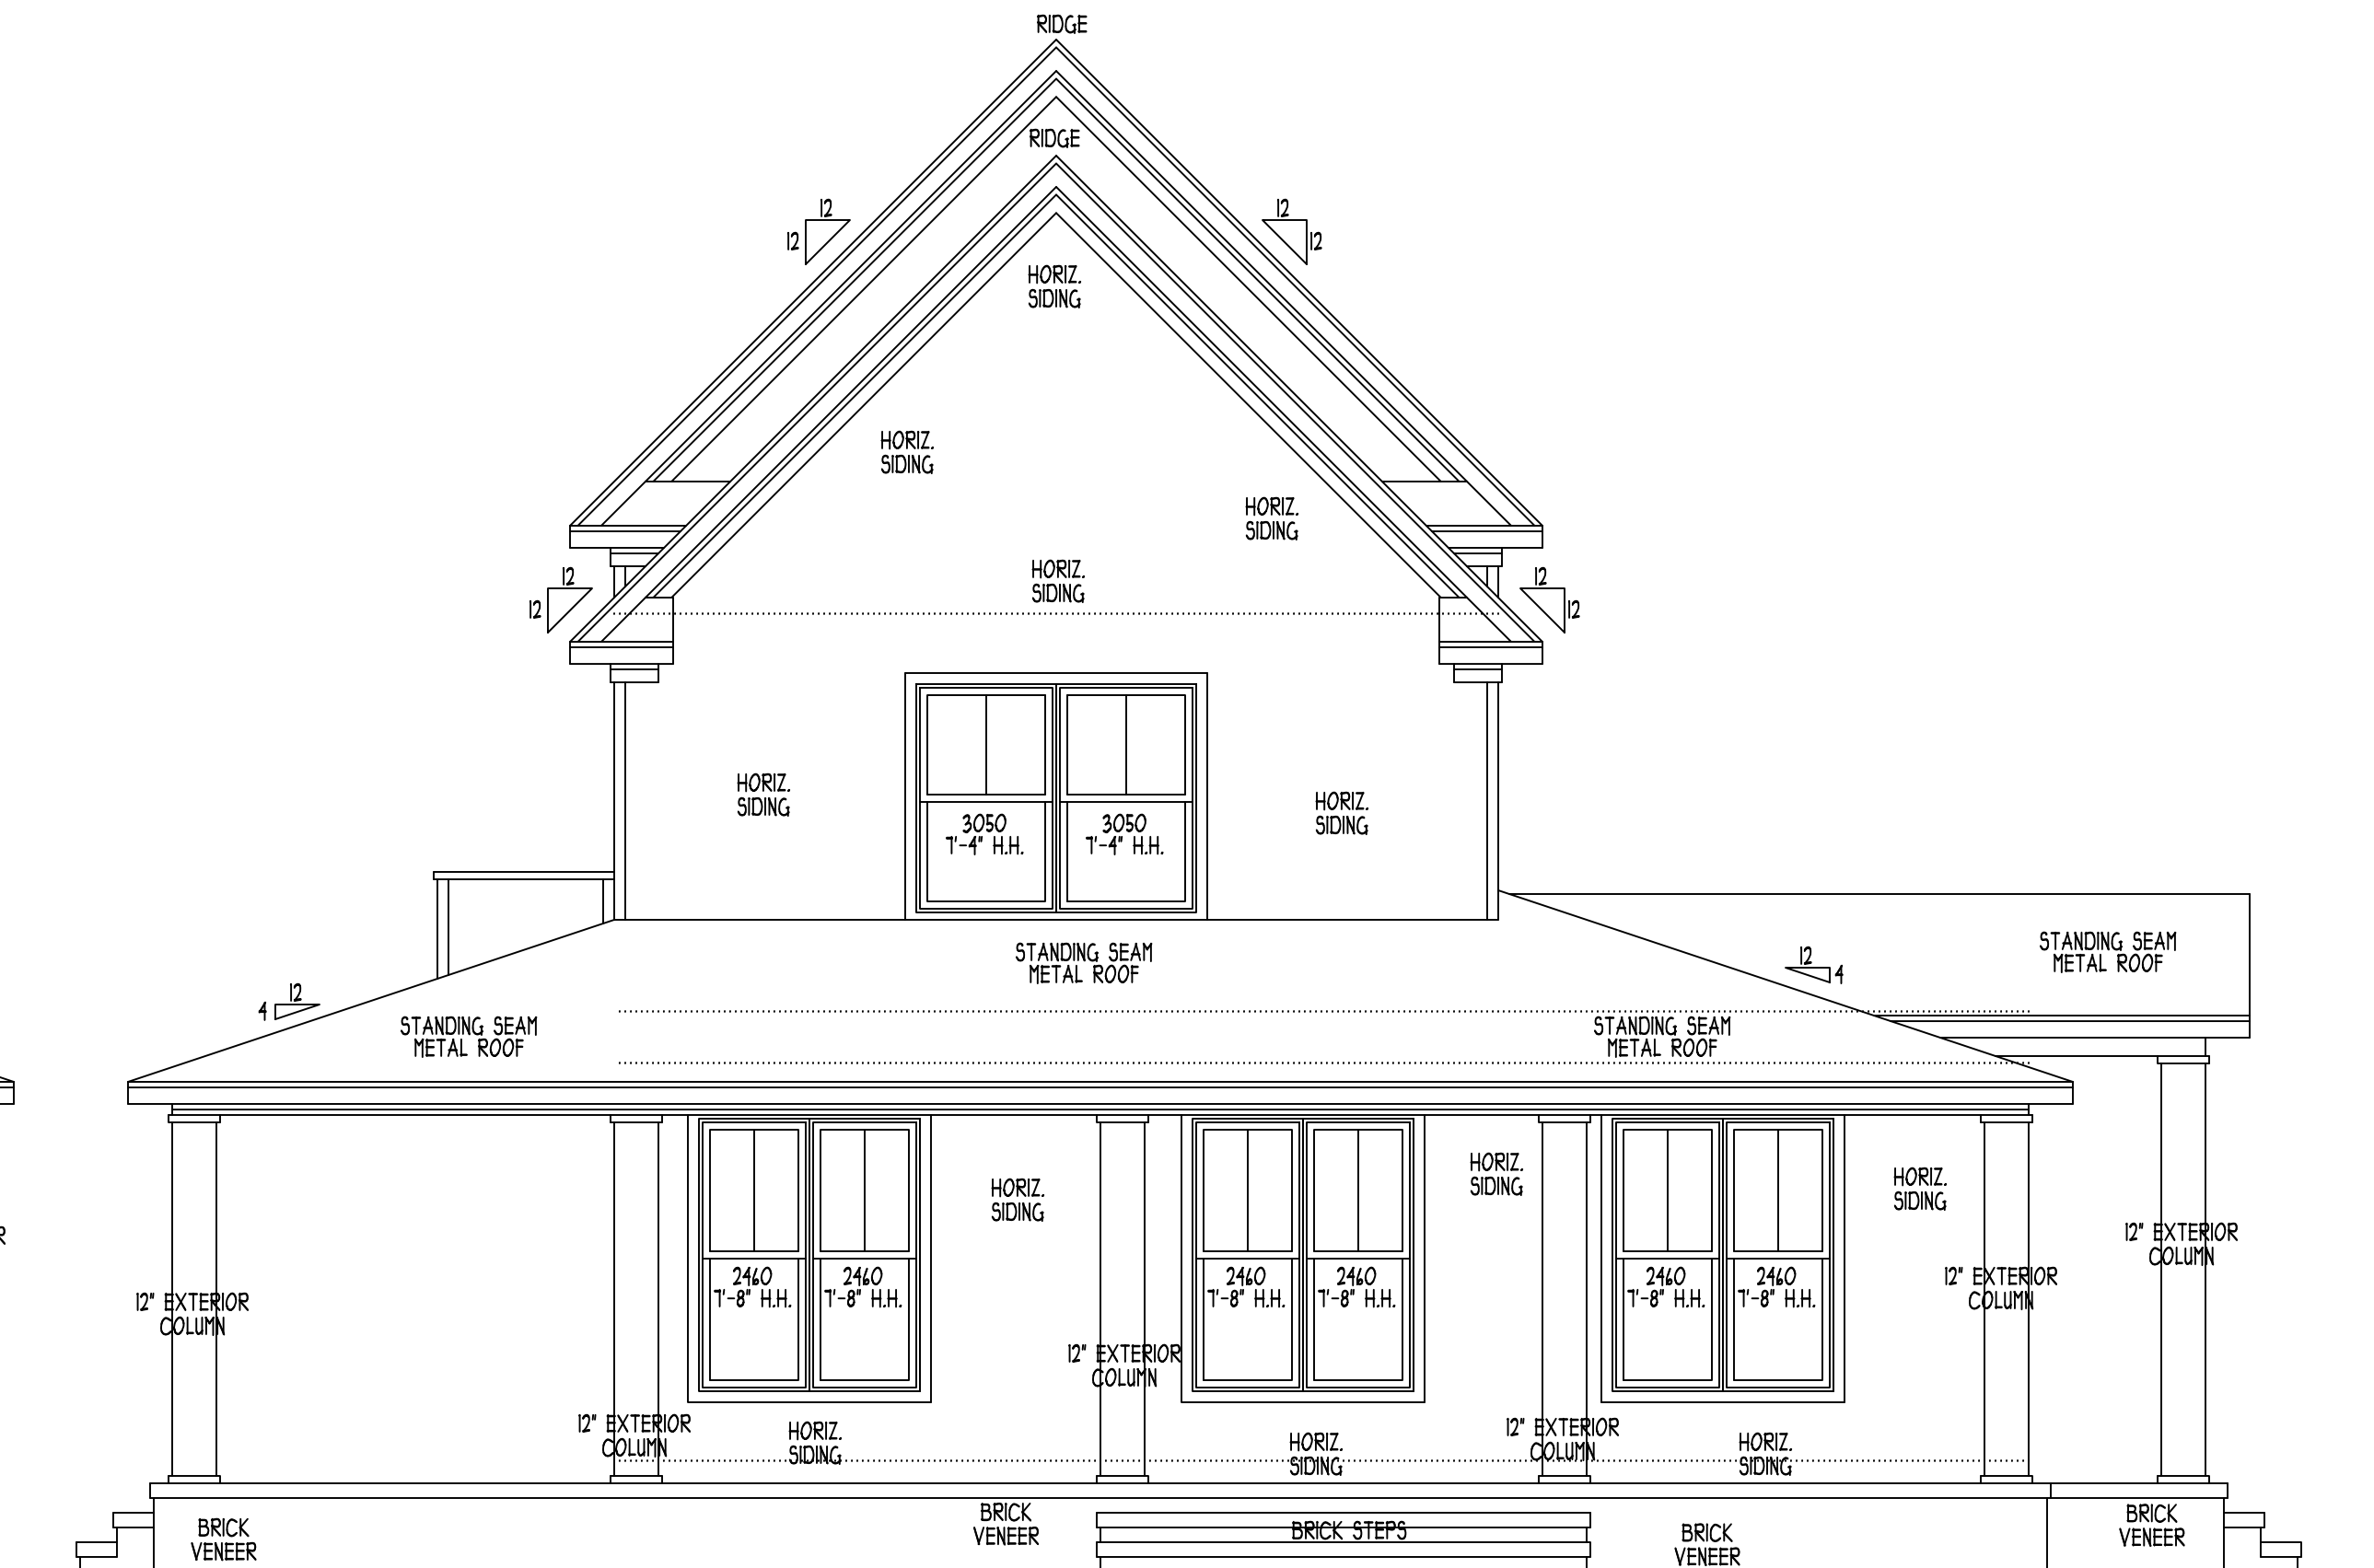 RIDGE
RIDGE
12
12
12
12
HORIZ.
SIDING
HORIZ.
SIDING
HORIZ.
SIDING
HORIZ.
SIDING
12
12
12
12
HORIZ.
SIDING
HORIZ.
SIDING
3050
7'-4" H.H.
3050
7'-4" H.H.
STANDING SEAM
METAL ROOF
STANDING SEAM
METAL ROOF
12
4
12
4
STANDING SEAM
METAL ROOF
STANDING SEAM
METAL ROOF
HORIZ.
SIDING
HORIZ.
SIDING
HORIZ.
SIDING
R
12" EXTERIOR
COLUMN
2460
7'-8" H.H.
2460
7'-8" H.H.
2460
7'-8" H.H.
2460
7'-8" H.H.
2460
7'-8" H.H.
2460
7'-8" H.H.
12" EXTERIOR
COLUMN
12" EXTERIOR
COLUMN
12" EXTERIOR
COLUMN
12" EXTERIOR
COLUMN
HORIZ.
SIDING
HORIZ.
SIDING
12" EXTERIOR
COLUMN
HORIZ.
SIDING
BRICK
VENEER
BRICK
VENEER
BRICK STEPS
BRICK
VENEER
BRICK
VENEER